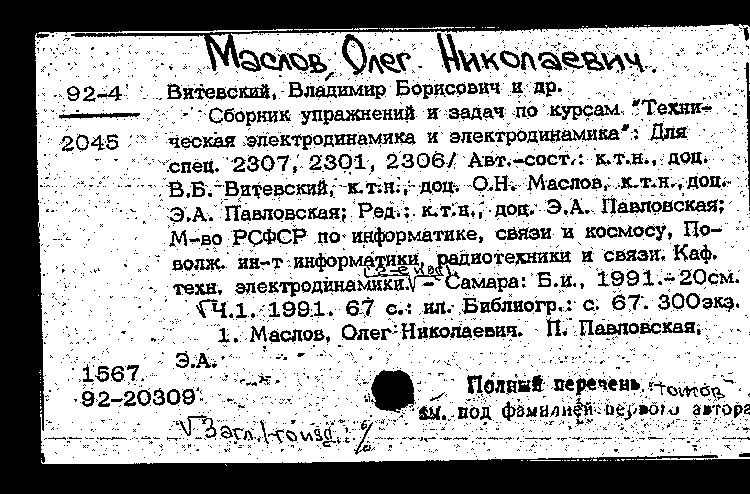 Маслов, Олег Николаевич.
92-4 Витевский, Владимир Борисович и др.
Сборник упражнений и задач по курсам "Техни-
2045 ческая электродинамика и электродинамика": Для
спец. 2307, 2301, 2306/ Авт.-сост.: к.т.н., доц.
В.Б. Витевский, к.т.н., доц. О.Н. Маслов, к.т.н., доц.
Э.А. Павловская; Ред.: к.т.н., доц. Э.А. Павловская;
М-во РСФСР по информатике, связи и космосу, По-
волж. ин-т информатики, радиотехники и связи. Каф.
техн. электродинамики. - Самара: Б.и., 1991.-20см.
Ч.1. 1991. 67 с.: ил. Библиогр.: с. 67. 300экз.
1. Маслов, Олег Николаевич. П. Павловская,
Э.А.
1567
92-20309
Полный перечень томов
см. под фамилией первого автора
Загл.